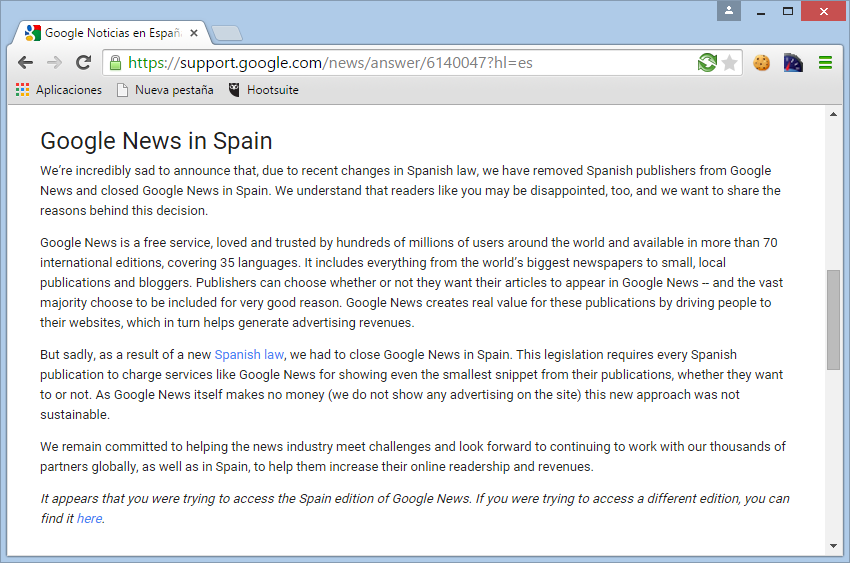 Google Noticias en Españ
https://support.google.com/news/answer/6140047?hl=es
Aplicaciones Nueva pestaña Hootsuite
Google News in Spain
We're incredibly sad to announce that, due to recent changes in Spanish law, we have removed Spanish publishers from Google
News and closed Google News in Spain. We understand that readers like you may be disappointed, too, and we want to share the
reasons behind this decision.
Google News is a free service, loved and trusted by hundreds of millions of users around the world and available in more than 70
international editions, covering 35 languages. It includes everything from the world's biggest newspapers to small, local
publications and bloggers. Publishers can choose whether or not they want their articles to appear in Google News -- and the vast
majority choose to be included for very good reason. Google News creates real value for these publications by driving people to
their websites, which in turn helps generate advertising revenues.
But sadly, as a result of a new Spanish law, we had to close Google News in Spain. This legislation requires every Spanish
publication to charge services like Google News for showing even the smallest snippet from their publications, whether they want
to or not. As Google News itself makes no money (we do not show any advertising on the site) this new approach was not
sustainable.
We remain committed to helping the news industry meet challenges and look forward to continuing to work with our thousands of
partners globally, as well as in Spain, to help them increase their online readership and revenues.
It appears that you were trying to access the Spain edition of Google News. If you were trying to access a different edition, you can
find it here.